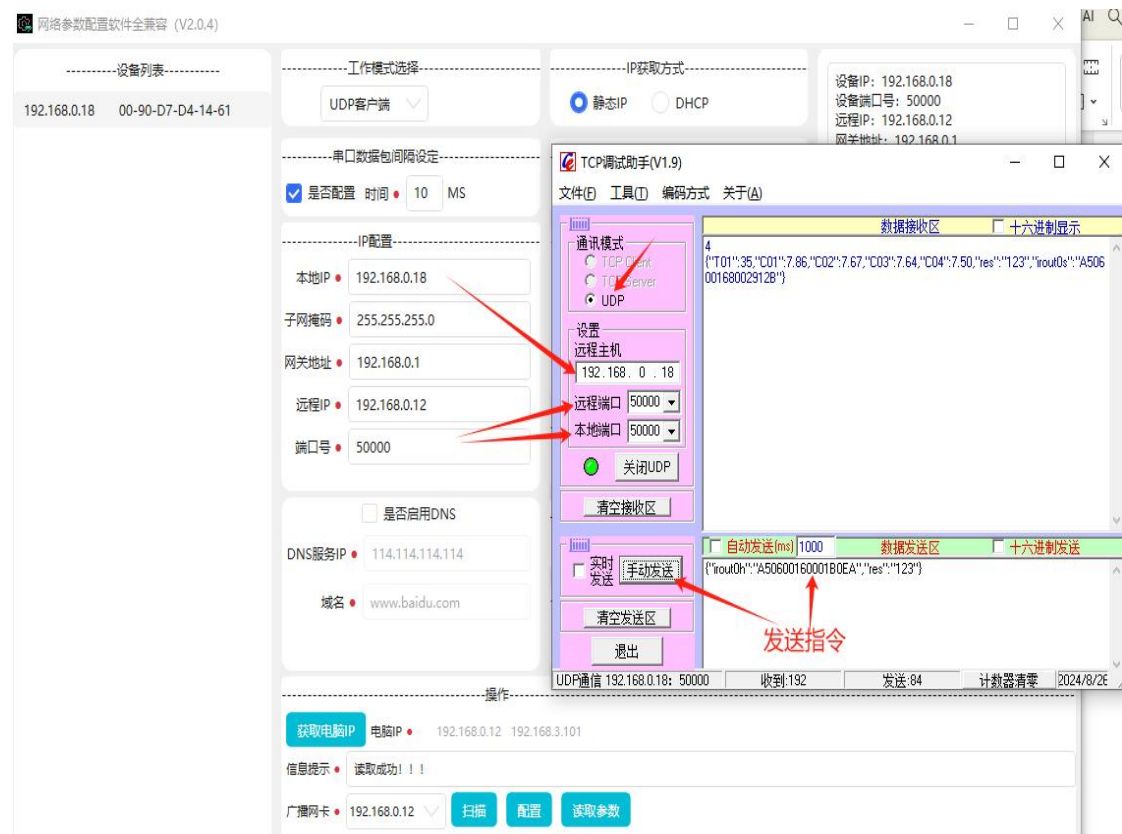 网络参数配置软件全兼容 (V2.0.4)
AI
----------设备列表-----------
192.168.0.18 00-90-D7-D4-14-61
-------------工作模式选择------------------------
UDP客户端
-------------IP获取方式------------------------
静态IP
DHCP
设备IP: 192.168.0.18
设备端口号: 50000
远程IP: 192.168.0.12
网关地址: 192.168.0.1
----------串口数据包间隔设定--------------------
是否配置 时间 10 MS
---------------IP配置-----------------------------
本地IP 192.168.0.18
子网掩码 255.255.255.0
网关地址 192.168.0.1
远程IP 192.168.0.12
端口号 50000
是否启用DNS
DNS服务IP 114.114.114.114
域名 www.baidu.com
TCP调试助手(V1.9)
文件(F) 工具(T) 编码方式 关于(A)
通讯模式
TCP Client
TCP Server
UDP
设置
远程主机
192.168. 0 . 18
远程端口 50000
本地端口 50000
关闭UDP
清空接收区
数据接收区 十六进制显示
4
{"T01":35,"C01":7.86,"C02":7.67,"C03":7.64,"C04":7.50,"res":"123","irout0s":"A506
00168002912B"}
自动发送(ms) 1000 数据发送区 十六进制发送
实时发送 手动发送
{"irout0h":"A50600160001B0EA","res":"123"}
发送指令
清空发送区
退出
UDP通信 192.168.0.18: 50000 收到:192 发送:84 计数器清零 2024/8/26
操作
获取电脑IP 电脑IP 192.168.0.12 192.168.3.101
信息提示 读取成功!!!
广播网卡 192.168.0.12 扫描 配置 读取参数